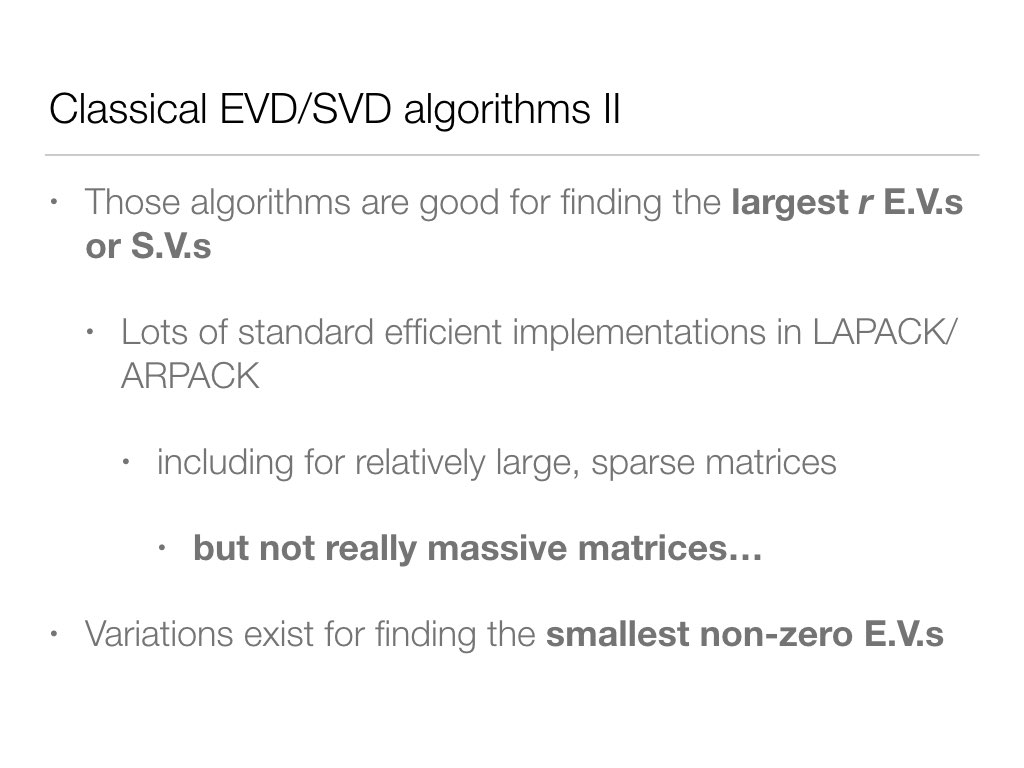 Classical EVD/SVD algorithms II
• Those algorithms are good for finding the largest r E.V.s
or S.V.s
• Lots of standard efficient implementations in LAPACK/
ARPACK
• including for relatively large, sparse matrices
• but not really massive matrices…
• Variations exist for finding the smallest non-zero E.V.s